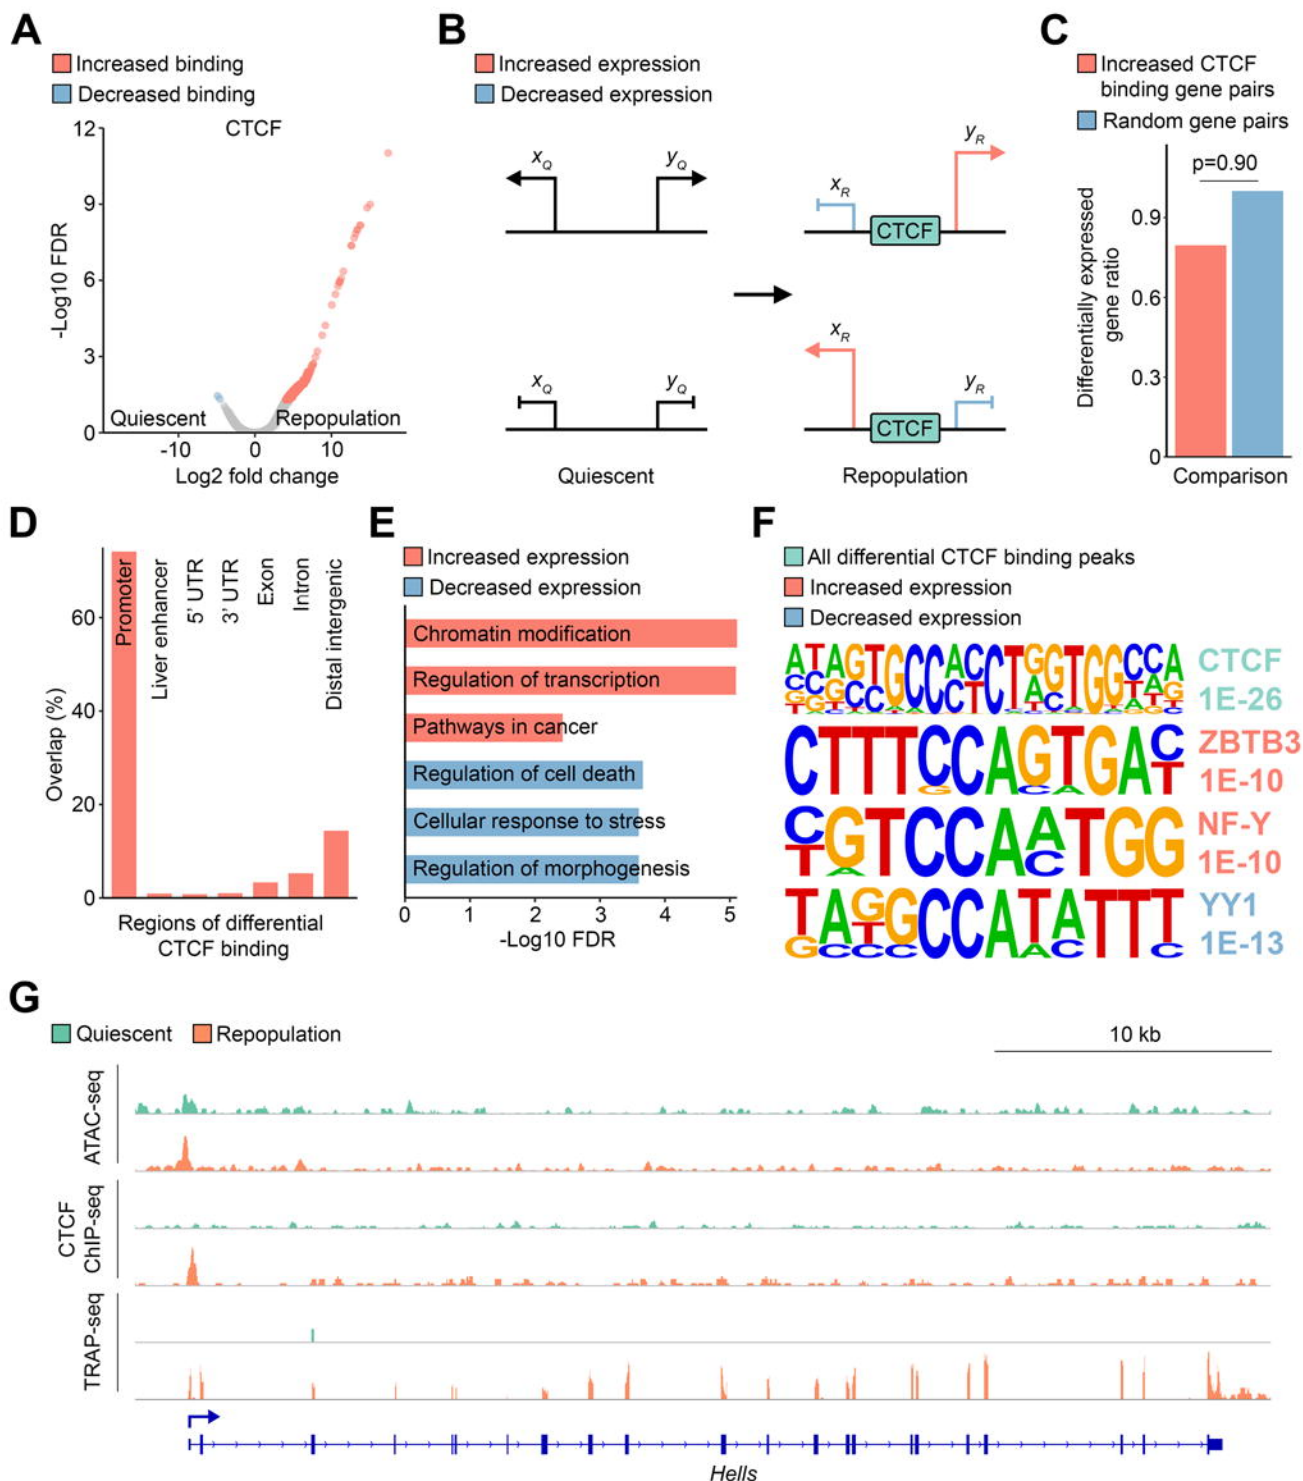 A
Increased binding
Decreased binding
CTCF
12
9
6
3
0
-Log10 FDR
Quiescent
Repopulation
-10
0
10
Log2 fold change
B
Increased expression
Decreased expression
xQ
yQ
xR
CTCF
yR
xQ
yQ
xR
CTCF
yR
Quiescent
Repopulation
C
Increased CTCF
binding gene pairs
Random gene pairs
p=0.90
0.9
0.6
0.3
0
Differentially expressed
gene ratio
Comparison
D
60
40
20
0
Overlap (%)
Promoter
Liver enhancer
5' UTR
3' UTR
Exon
Intron
Distal intergenic
Regions of differential
CTCF binding
E
Increased expression
Decreased expression
Chromatin modification
Regulation of transcription
Pathways in cancer
Regulation of cell death
Cellular response to stress
Regulation of morphogenesis
0 1 2 3 4 5
-Log10 FDR
F
All differential CTCF binding peaks
Increased expression
Decreased expression
ATAGTGCCACCTGGTGGCCA
CTCF
1E-26
CTTTCCAGTGAC
ZBTB3
1E-10
CGTCCAATGG
NF-Y
1E-10
TAGGCCATATTT
YY1
1E-13
G
Quiescent
Repopulation
10 kb
ATAC-seq
CTCF
ChIP-seq
TRAP-seq
Hells